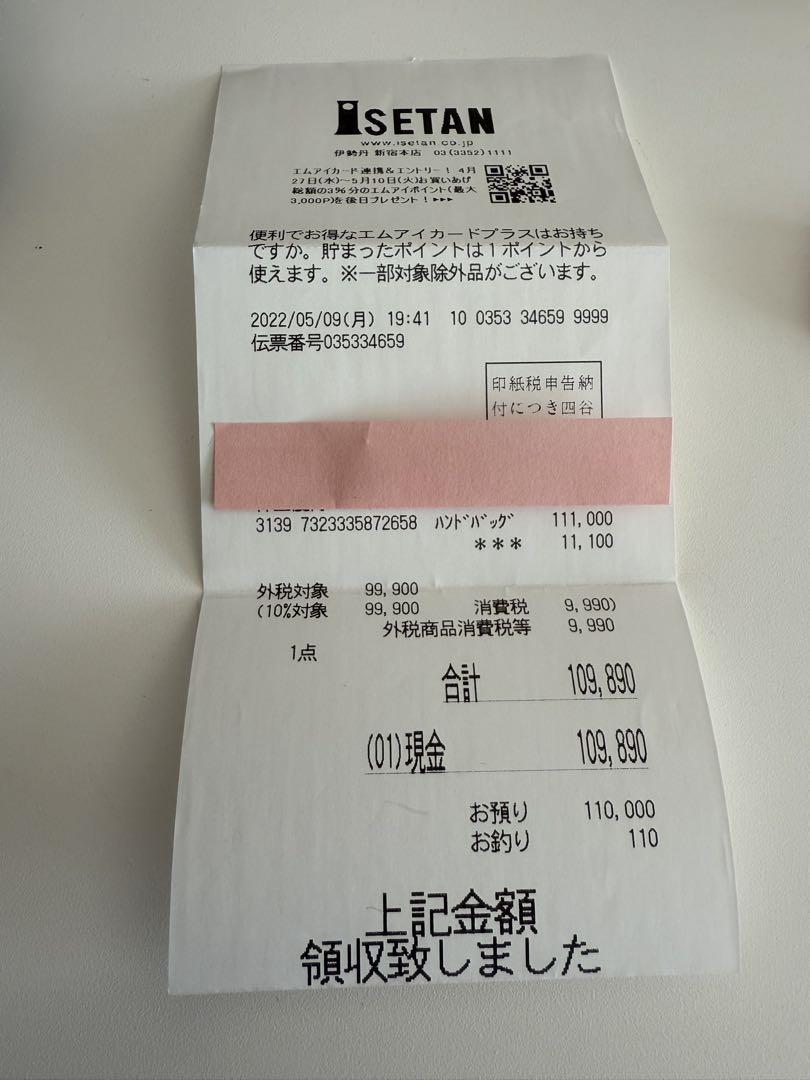 ISETAN
www.isetan.co.jp
伊勢丹 新宿本店 03(3352)1111
エムアイカード連携&エントリー! 4月
27日(水)~5月10日(火)お買いあげ
総額の3%分のエムアイポイント(最大
3,000P)を後日プレゼント!▶▶▶
便利でお得なエムアイカードプラスはお持ち
ですか。貯まったポイントは1ポイントから
使えます。※一部対象除外品がございます。
2022/05/09(月) 19:41 10 0353 34659 9999
伝票番号035334659
印紙税申告納
付につき四谷
3139 7323335872658 ハンドバッグ 111,000
*** 11,100
外税対象 99,900
(10%対象 99,900 消費税 9,990)
外税商品消費税等 9,990
1点
合計 109,890
(01)現金 109,890
お預り 110,000
お釣り 110
上記金額
領収致しました